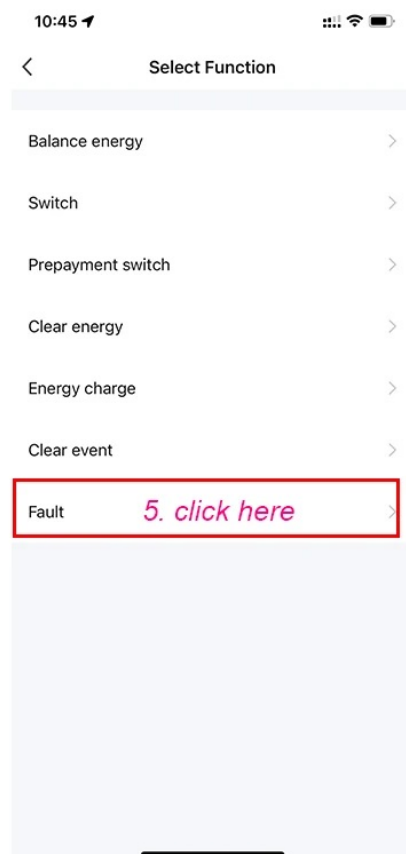 10:45
Select Function
Balance energy
Switch
Prepayment switch
Clear energy
Energy charge
Clear event
Fault 5. click here